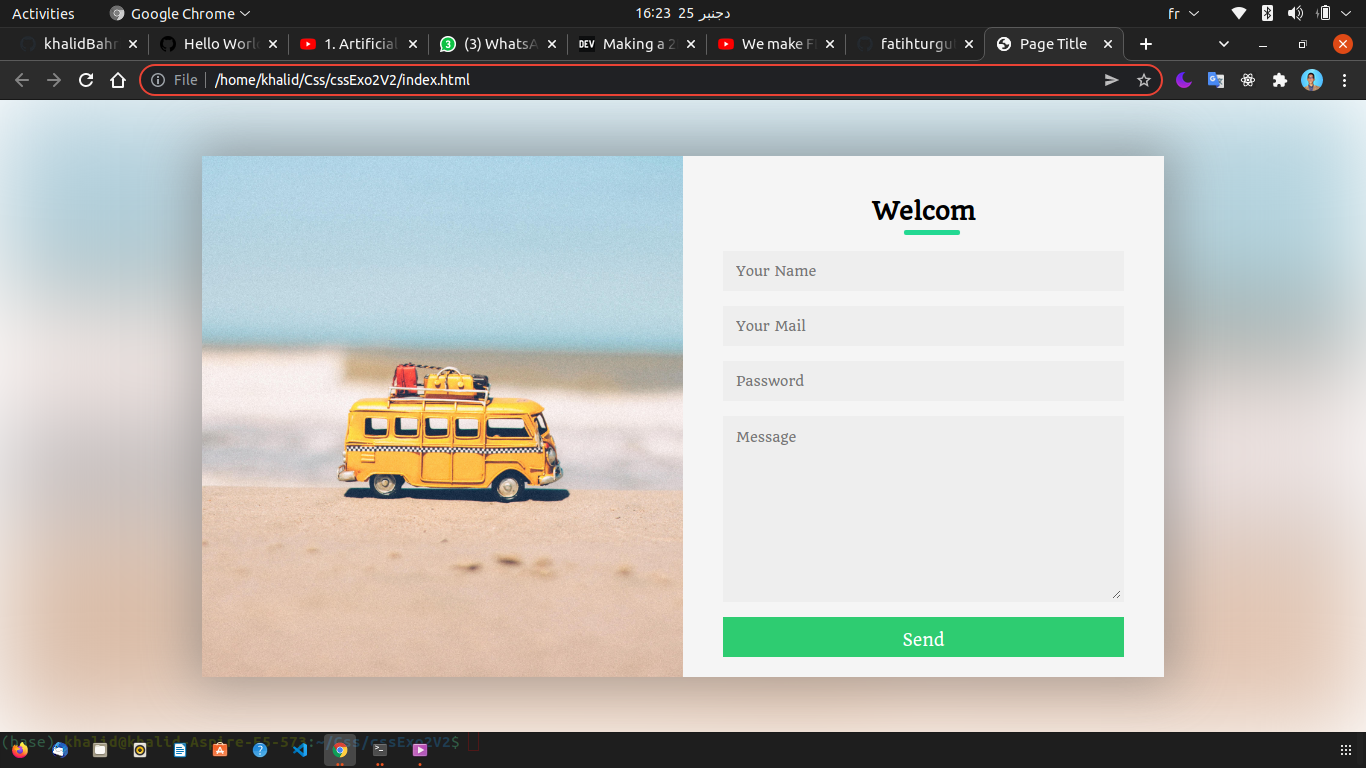 Activities Google Chrome 16:23 25 دجنبر fr
khalidBahr Hello Worl 1. Artificial (3) WhatsA Making a 2 We make Fi fatihturgu Page Title
File /home/khalid/Css/cssExo2V2/index.html
Welcom
Your Name
Your Mail
Password
Message
Send
(base) khalid@khalid-Aspire-E5-573:~/Css/cssExo2V2$